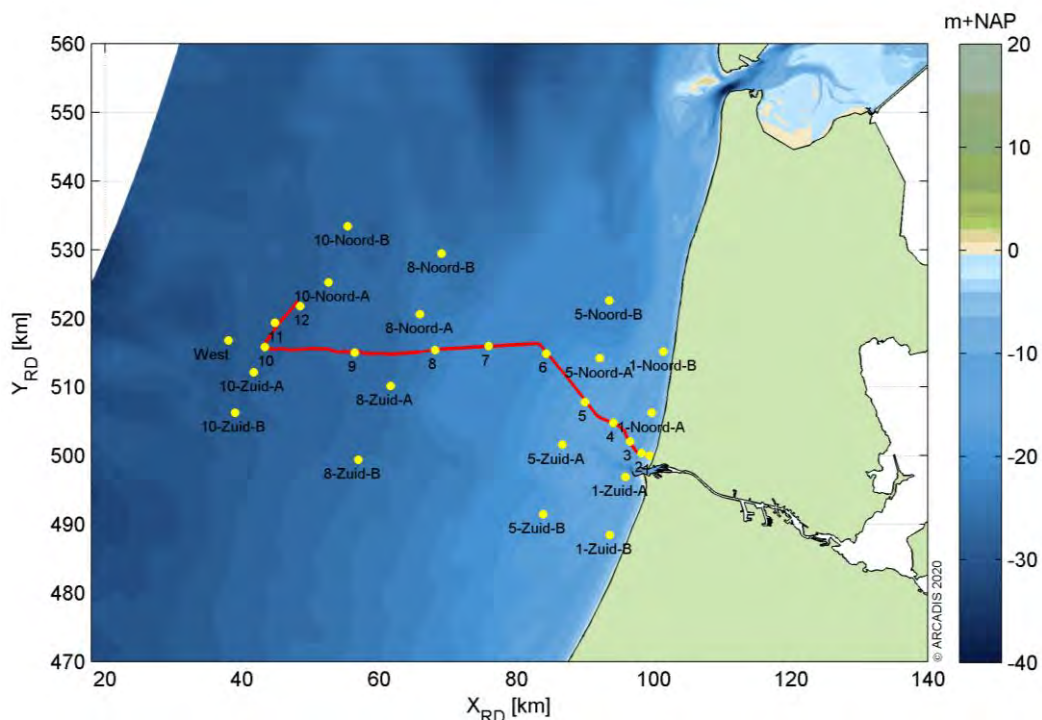 m+NAP
560
550
540
530
520
510
500
490
480
470
Y_RD [km]
20
40
60
80
100
120
140
X_RD [km]
10-Noord-B
8-Noord-B
10-Noord-A
5-Noord-B
12
8-Noord-A
11
West
10
9
8
7
6
5-Noord-A
1-Noord-B
10-Zuid-A
8-Zuid-A
5
10-Zuid-B
4
1-Noord-A
3
5-Zuid-A
2
1
8-Zuid-B
1-Zuid-A
5-Zuid-B
1-Zuid-B
© ARCADIS 2020
20
10
0
-10
-20
-30
-40